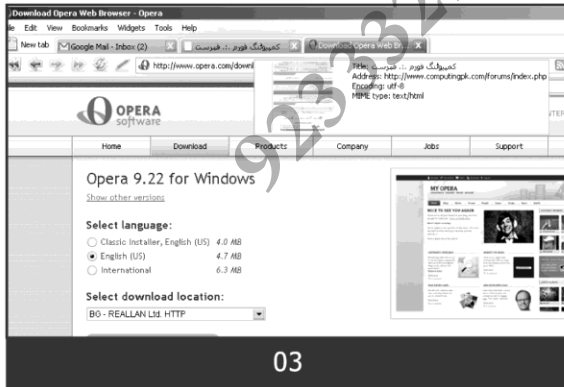 Download Opera Web Browser - Opera
Edit View Bookmarks Widgets Tools Help
New tab Google Mail - Inbox (2) کمپیوٹنگ فورم .:. فہرست Download Opera Web Br...
http://www.opera.com/downl
Title: کمپیوٹنگ فورم .:. فہرست
Address: http://www.computingpk.com/forums/index.php
Encoding: utf-8
MIME type: text/html
OPERA
software
Home Download Products Company Jobs Support
Opera 9.22 for Windows
Show other versions
Select language:
Classic Installer, English (US) 4.0 MB
English (US) 4.7 MB
International 6.3 MB
Select download location:
BG - REALLAN Ltd. HTTP
MY OPERA
03